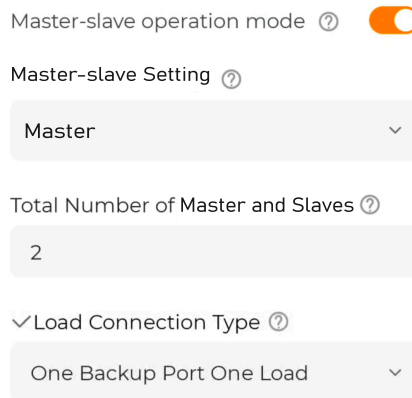 Master-slave operation mode
Master-slave Setting
Master
Total Number of Master and Slaves
2
Load Connection Type
One Backup Port One Load